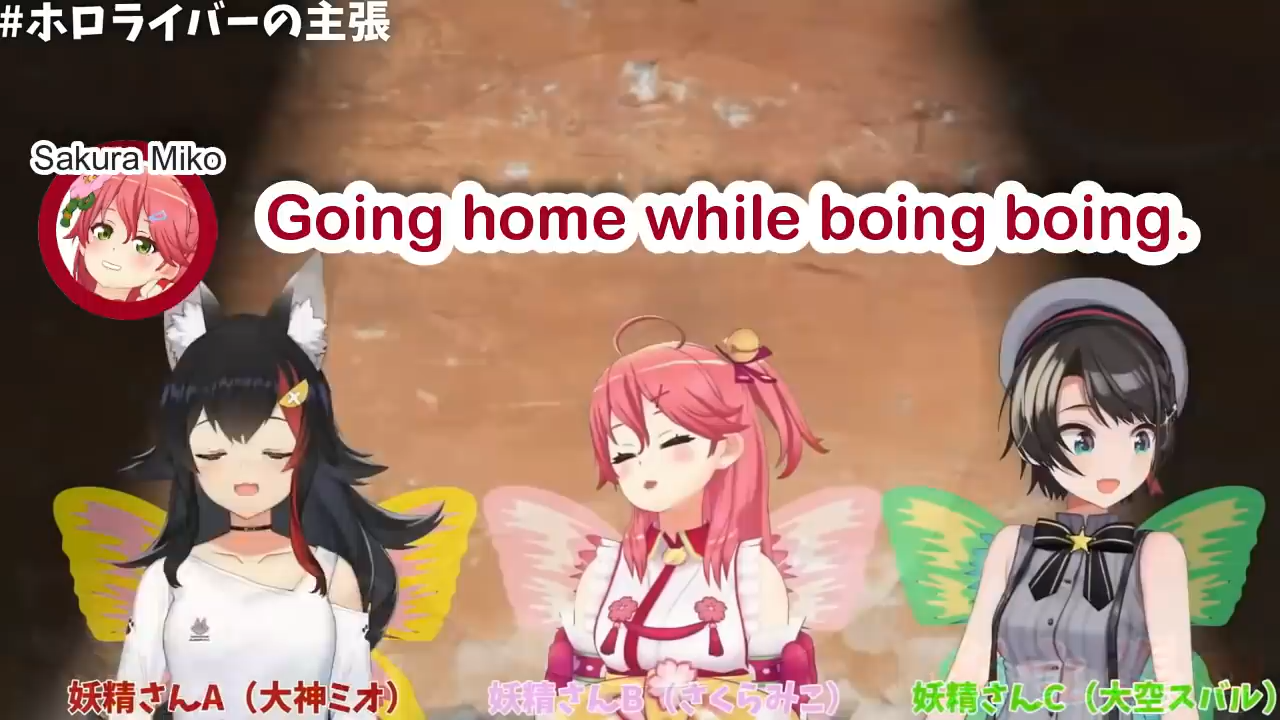 #ホロライバーの主張
Sakura Miko
Going home while boing boing.
妖精さんA（大神ミオ）
妖精さんB（さくらみこ）
妖精さんC（大空スバル）